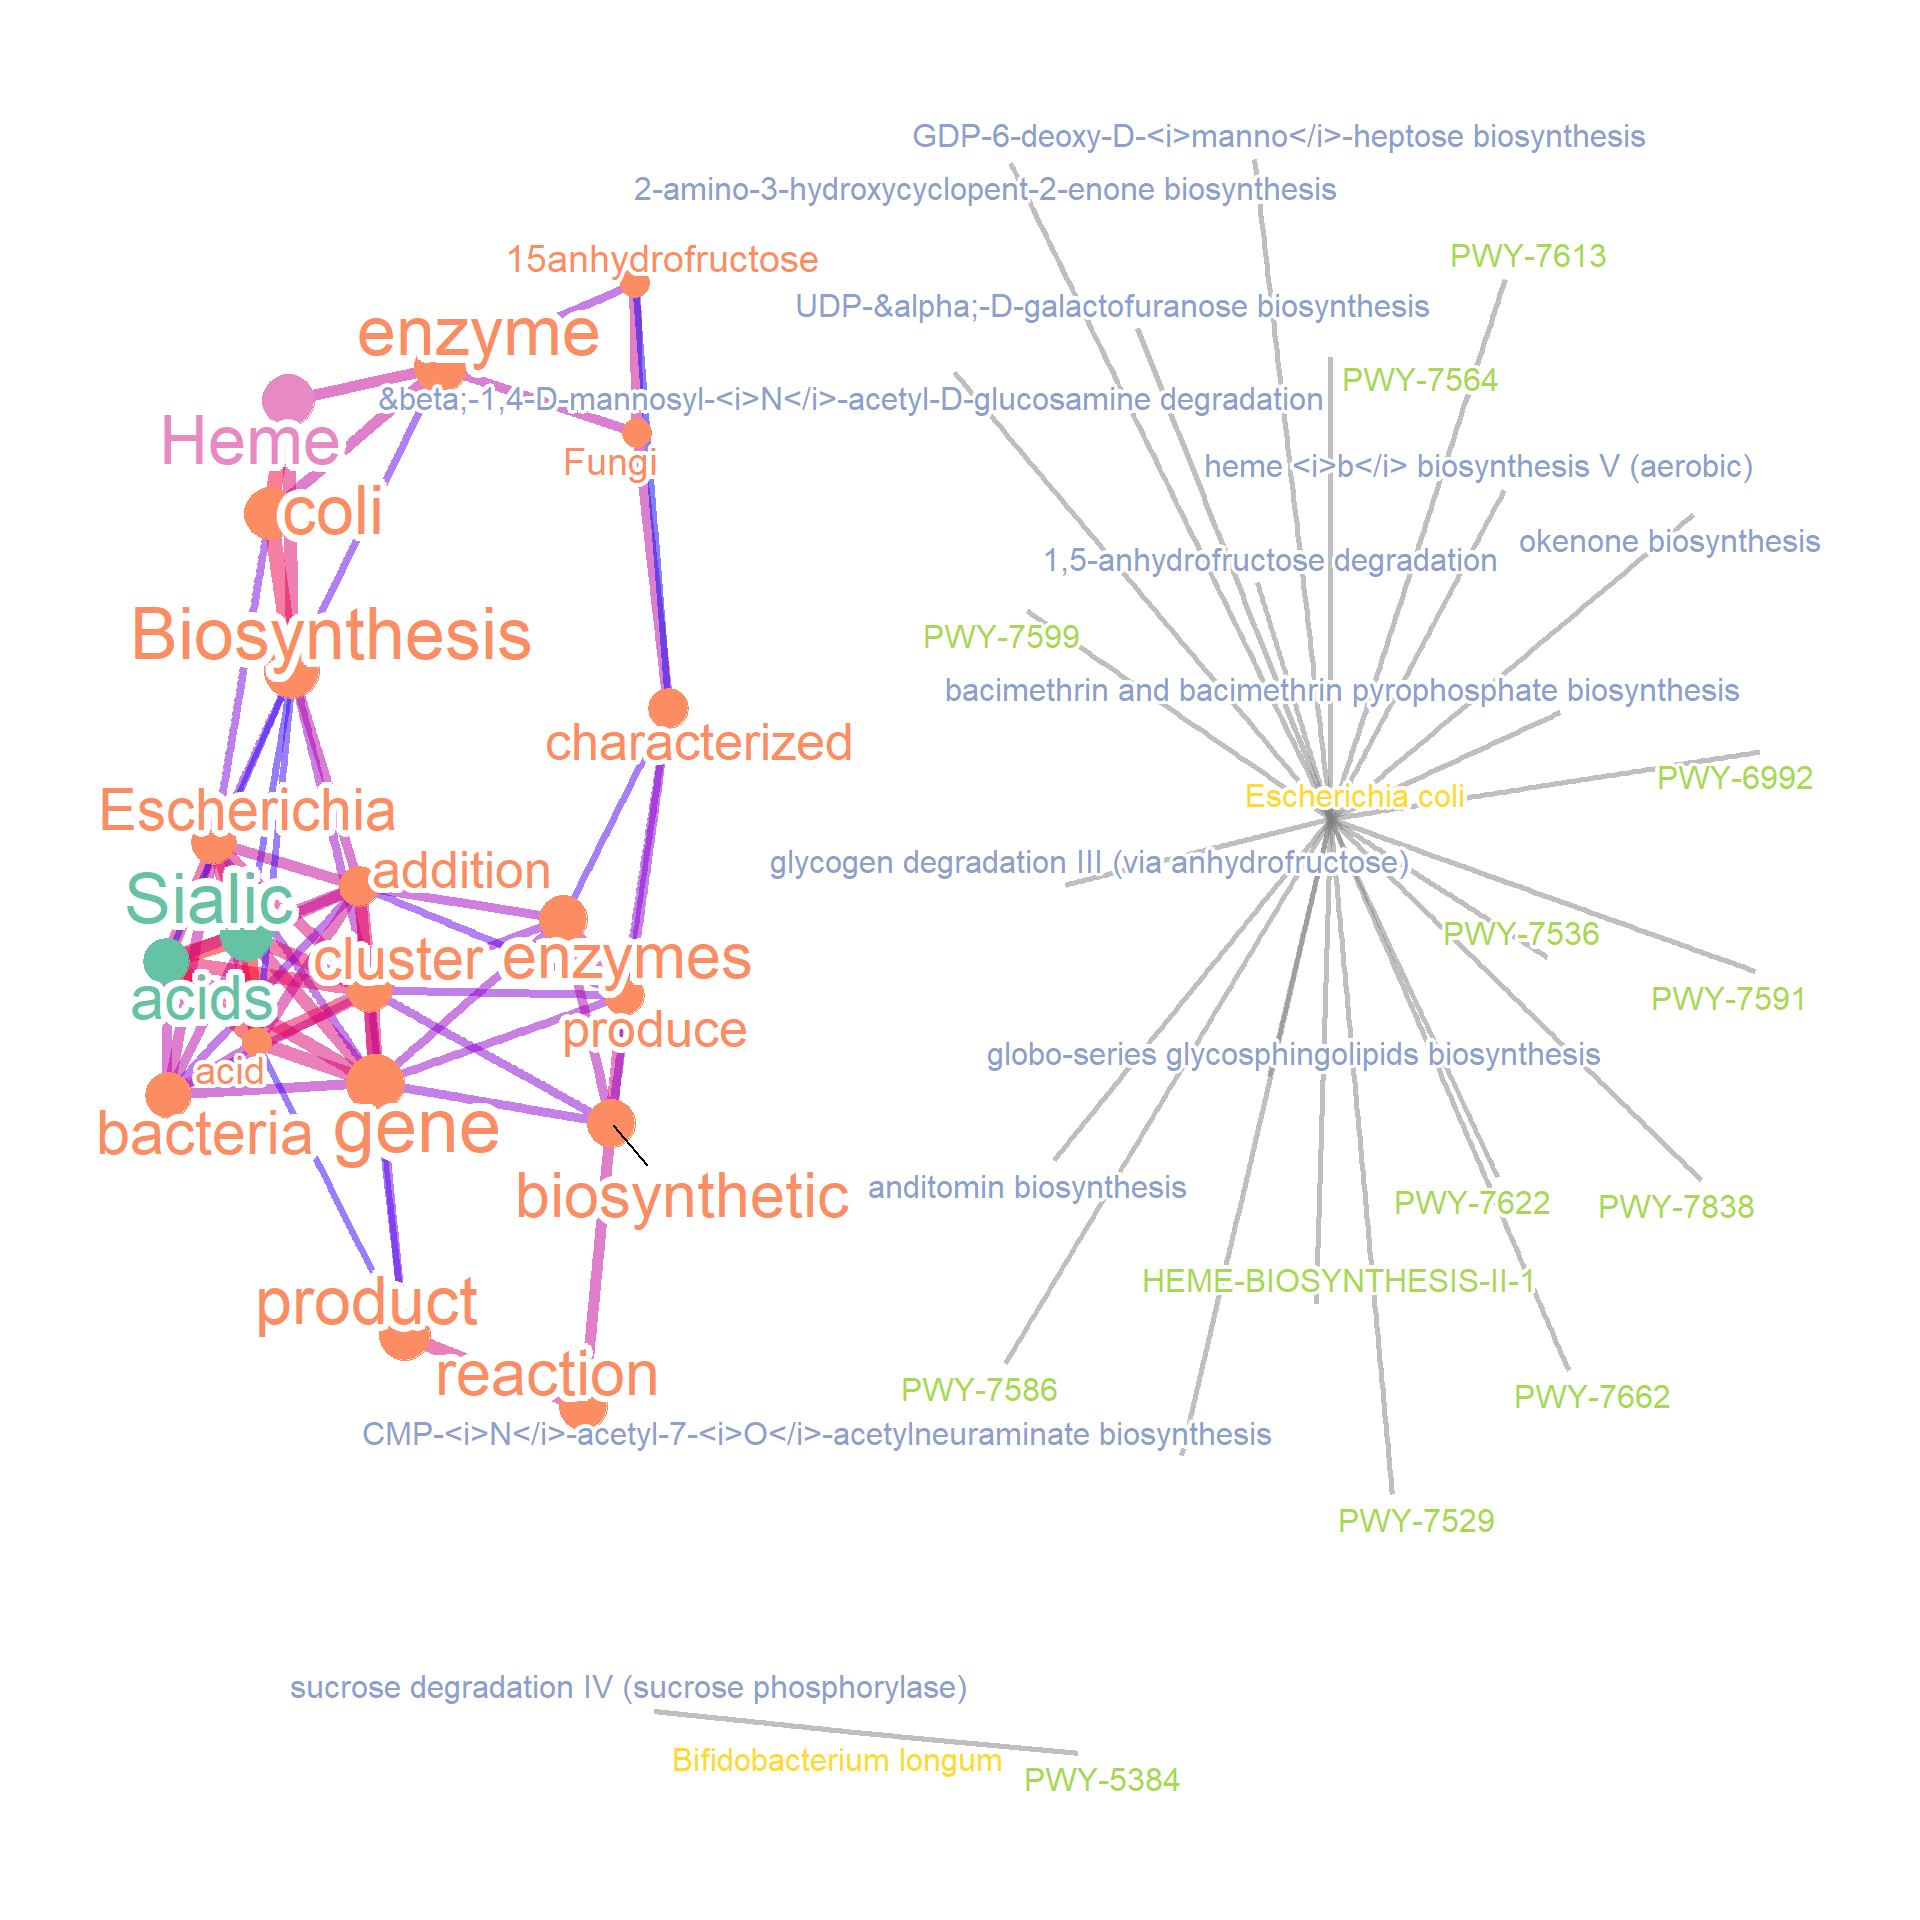 GDP-6-deoxy-D-<i>manno</i>-heptose biosynthesis
2-amino-3-hydroxycyclopent-2-enone biosynthesis
15anhydrofructose
PWY-7613
UDP-&alpha;-D-galactofuranose biosynthesis
enzyme
PWY-7564
&beta;-1,4-D-mannosyl-<i>N</i>-acetyl-D-glucosamine degradation
Heme
Fungi
heme <i>b</i> biosynthesis V (aerobic)
coli
okenone biosynthesis
1,5-anhydrofructose degradation
Biosynthesis
PWY-7599
bacimethrin and bacimethrin pyrophosphate biosynthesis
characterized
PWY-6992
Escherichia coli
Escherichia
glycogen degradation III (via anhydrofructose)
addition
Sialic
PWY-7536
cluster
enzymes
acids
PWY-7591
produce
globo-series glycosphingolipids biosynthesis
acid
bacteria
gene
anditomin biosynthesis
biosynthetic
PWY-7622
PWY-7838
HEME-BIOSYNTHESIS-II-1
product
reaction
PWY-7586
PWY-7662
CMP-<i>N</i>-acetyl-7-<i>O</i>-acetylneuraminate biosynthesis
PWY-7529
sucrose degradation IV (sucrose phosphorylase)
Bifidobacterium longum
PWY-5384